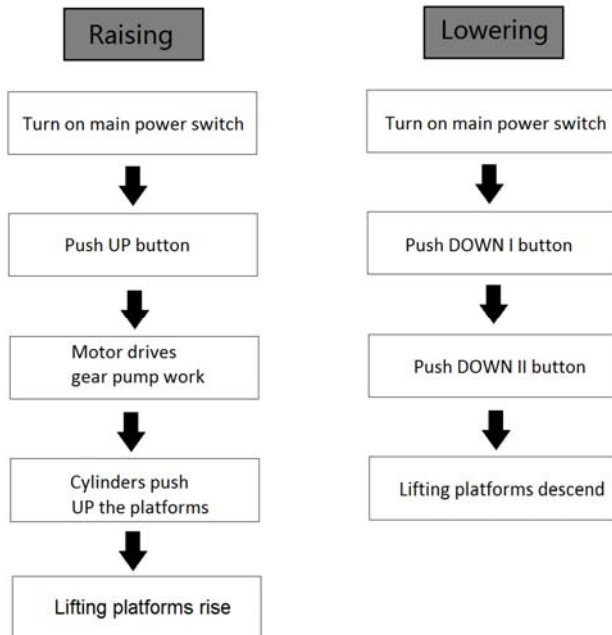 Raising
Turn on main power switch
Push UP button
Motor drives
gear pump work
Cylinders push
UP the platforms
Lifting platforms rise
Lowering
Turn on main power switch
Push DOWN I button
Push DOWN II button
Lifting platforms descend